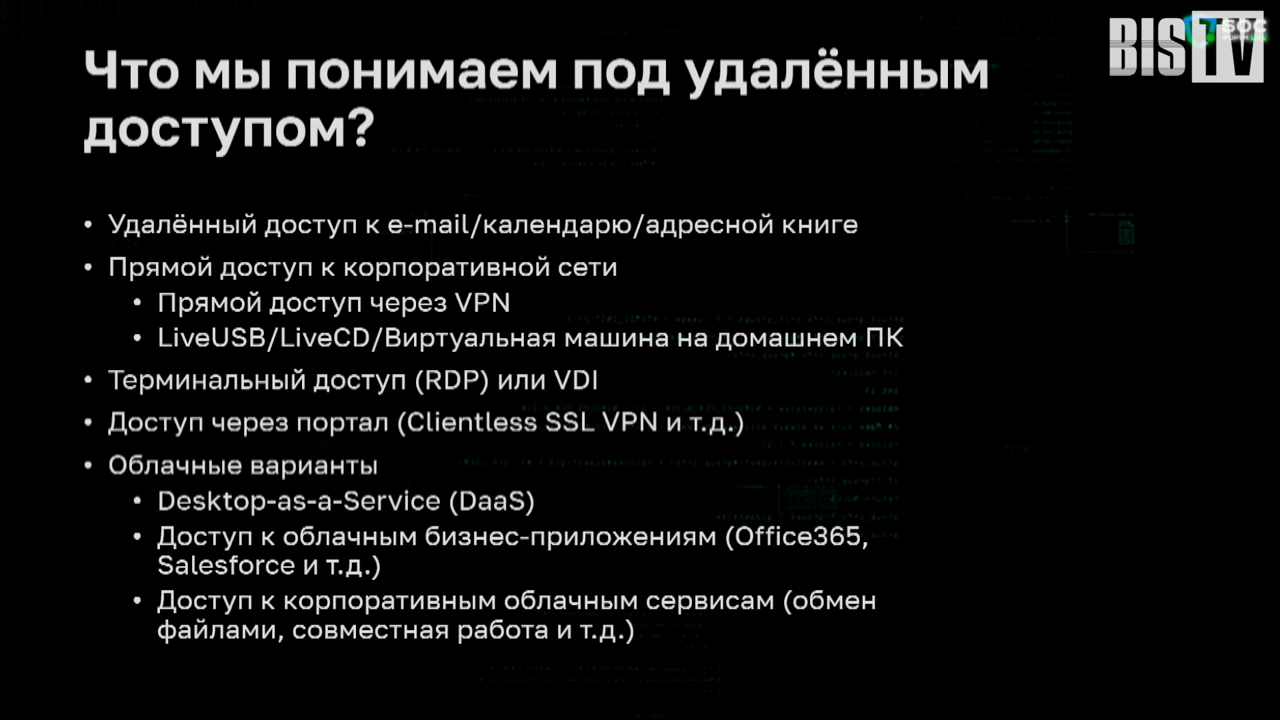 Что мы понимаем под удалённым
доступом?
BIS TV
• Удалённый доступ к e-mail/календарю/адресной книге
• Прямой доступ к корпоративной сети
• Прямой доступ через VPN
• LiveUSB/LiveCD/Виртуальная машина на домашнем ПК
• Терминальный доступ (RDP) или VDI
• Доступ через портал (Clientless SSL VPN и т.д.)
• Облачные варианты
• Desktop-as-a-Service (DaaS)
• Доступ к облачным бизнес-приложениям (Office365,
Salesforce и т.д.)
• Доступ к корпоративным облачным сервисам (обмен
файлами, совместная работа и т.д.)